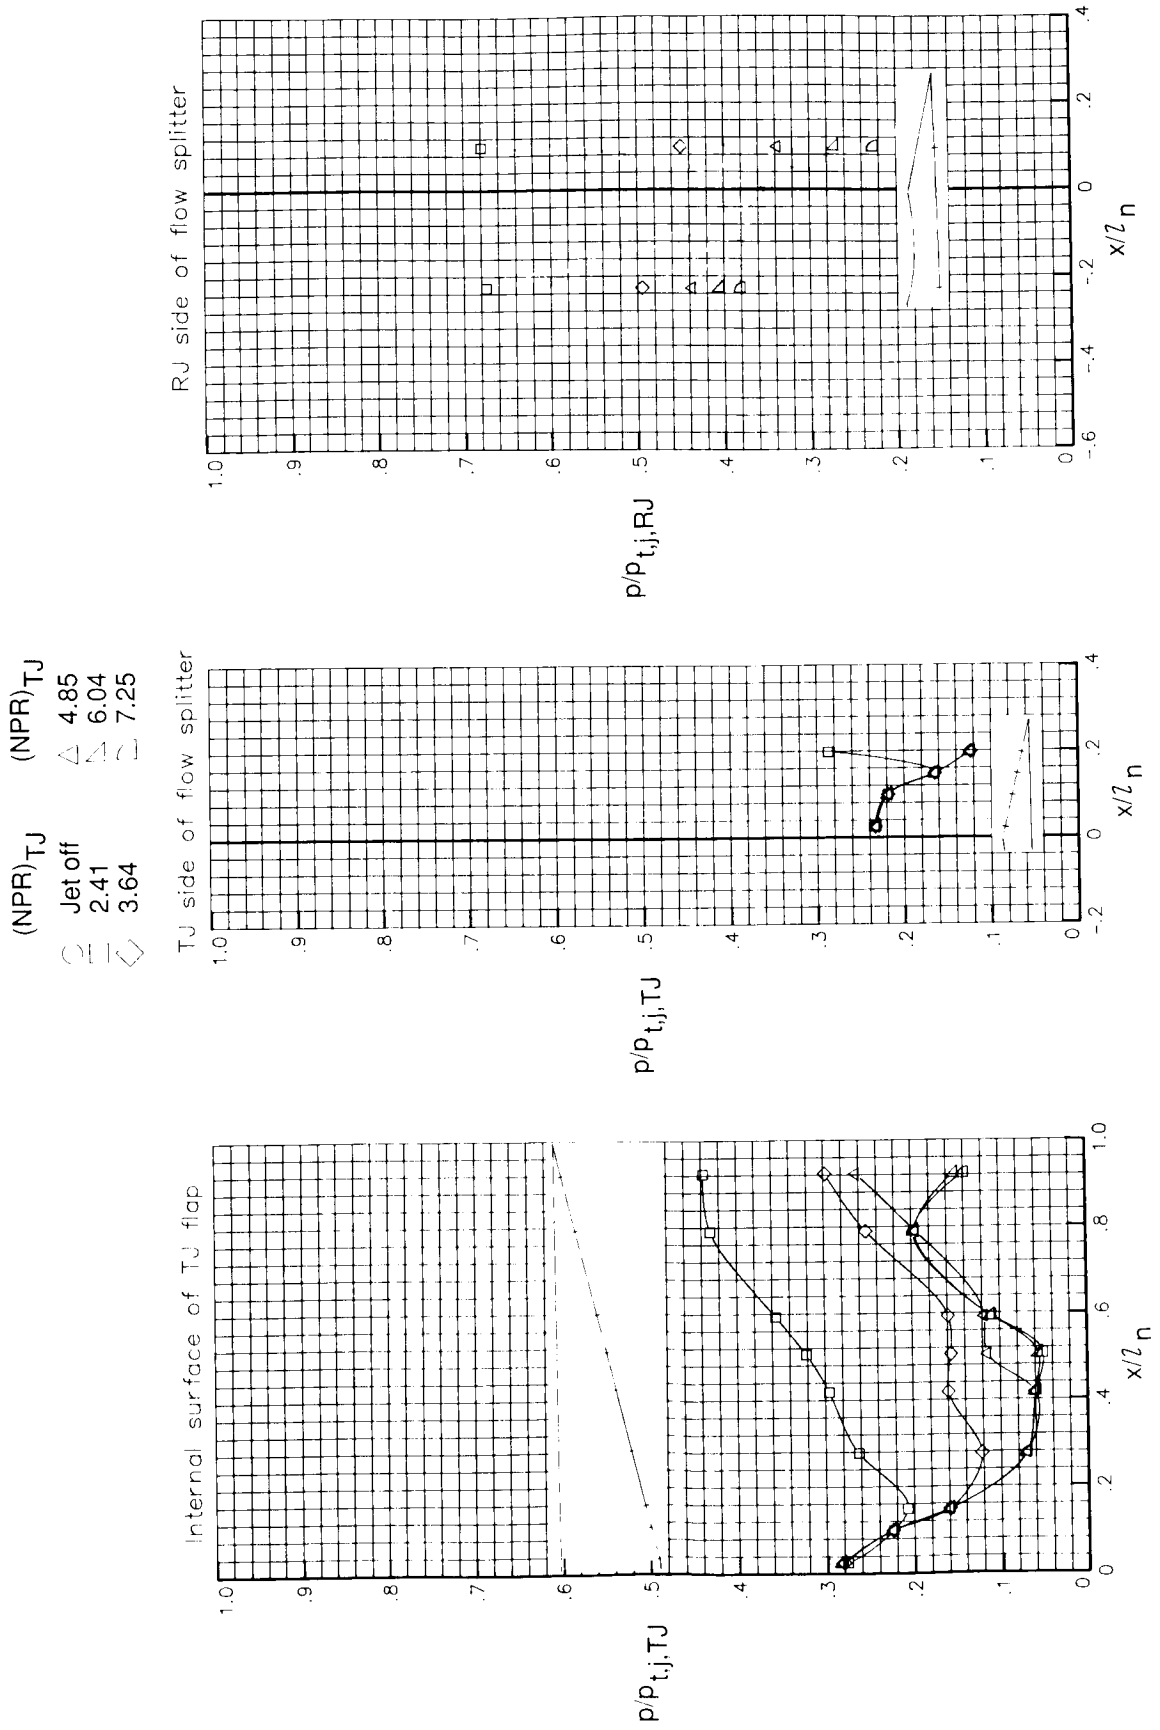 (NPR)TJ (NPR)TJ
Jet off 4.85
2.41 6.04
3.64 7.25
Internal surface of TJ flap
1.0
.9
.8
.7
.6
.5
.4
.3
.2
.1
0
p/pt,j,TJ
0 .2 .4 .6 .8 1.0
x/ln
TJ side of flow splitter
1.0
.9
.8
.7
.6
.5
.4
.3
.2
.1
0
p/pt,j,TJ
-.2 0 .2 .4
x/ln
RJ side of flow splitter
1.0
.9
.8
.7
.6
.5
.4
.3
.2
.1
0
p/pt,j,RJ
-.6 -.4 -.2 0 .2 .4
x/ln